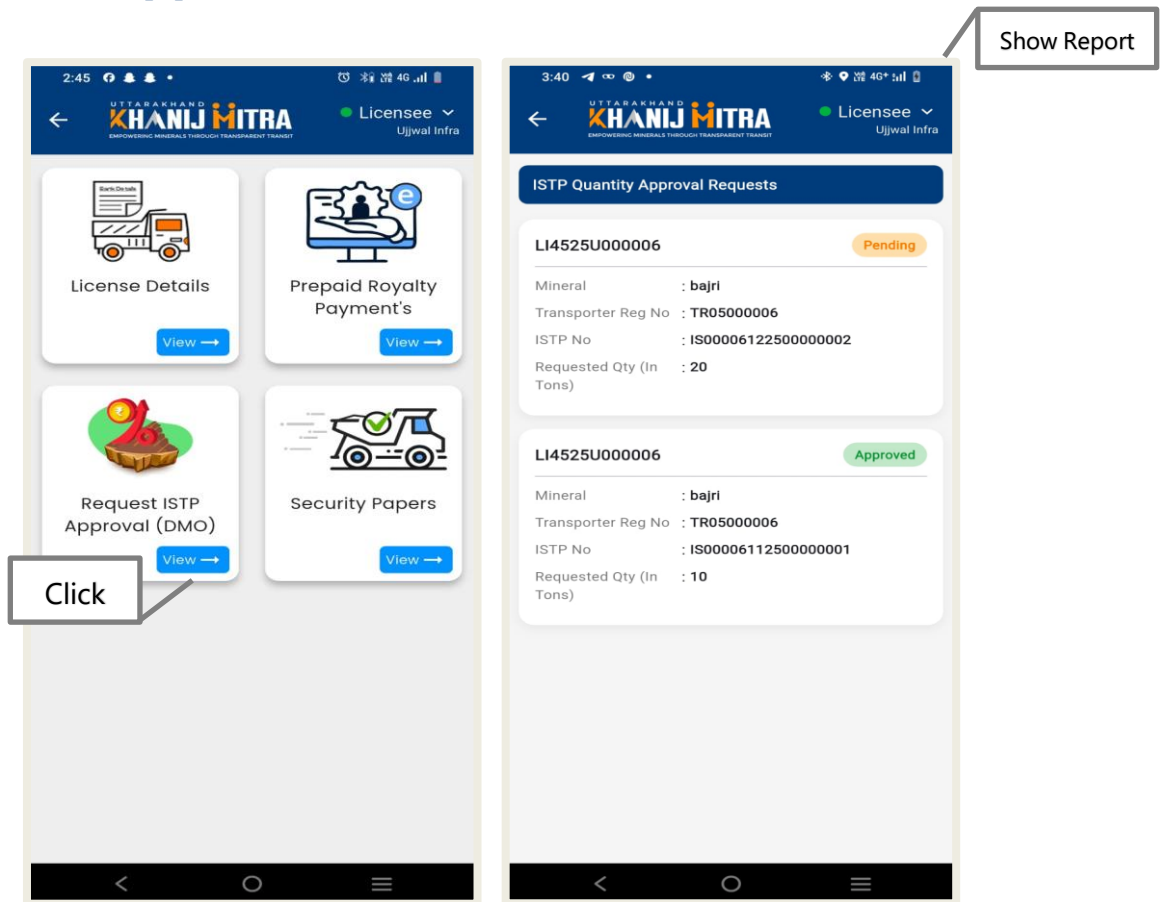 Show Report
2:45
4G
UTTARAKHAND
KHANIJ MITRA
EMPOWERING MINERALS THROUGH TRANSPARENT TRANSIT
Licensee
Ujjwal Infra
Bank Details
License Details
View →
e
Prepaid Royalty
Payment's
View →
Request ISTP
Approval (DMO)
View →
Security Papers
View →
Click
3:40
4G+
UTTARAKHAND
KHANIJ MITRA
EMPOWERING MINERALS THROUGH TRANSPARENT TRANSIT
Licensee
Ujjwal Infra
ISTP Quantity Approval Requests
LI4525U000006 Pending
Mineral : bajri
Transporter Reg No : TR05000006
ISTP No : IS00006122500000002
Requested Qty (In : 20
Tons)
LI4525U000006 Approved
Mineral : bajri
Transporter Reg No : TR05000006
ISTP No : IS00006112500000001
Requested Qty (In : 10
Tons)